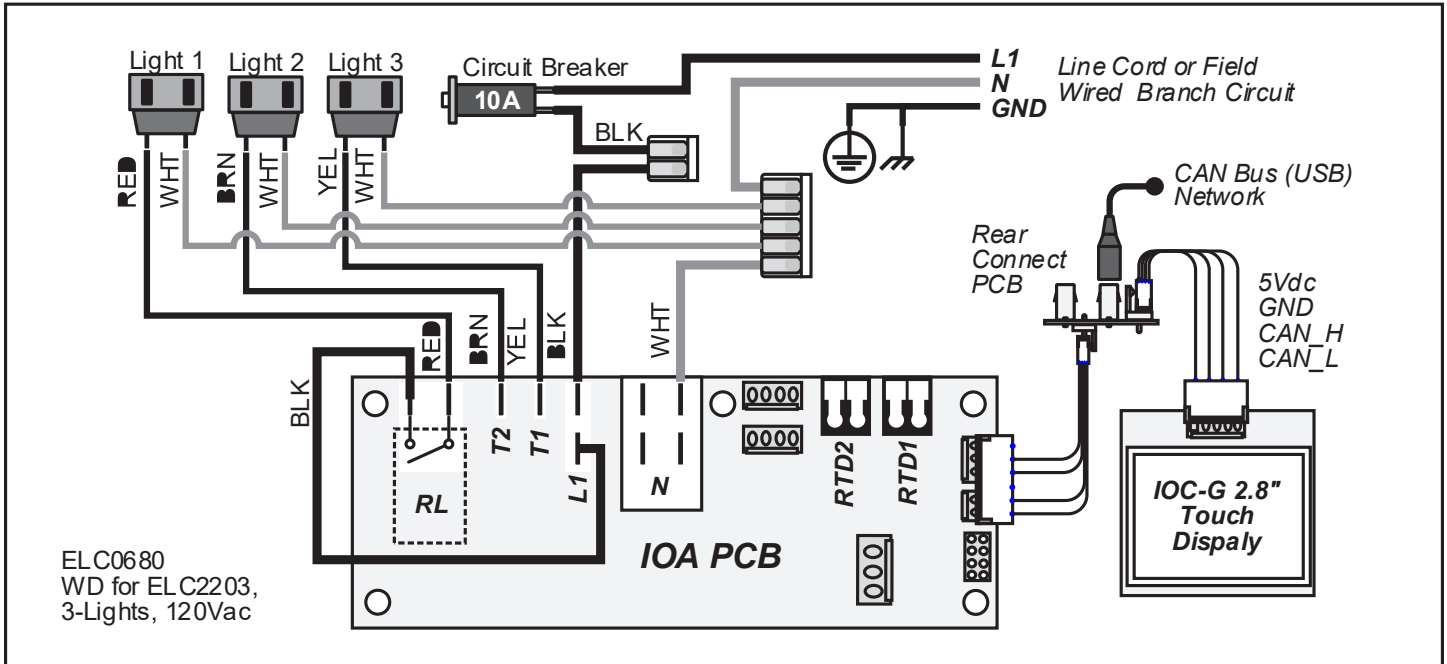 Light 1
Light 2
Light 3
Circuit Breaker
10A
L1
N
GND
Line Cord or Field
Wired Branch Circuit
BLK
RED
WHT
BRN
WHT
YEL
WHT
CAN Bus (USB)
Network
Rear
Connect
PCB
5Vdc
GND
CAN_H
CAN_L
BLK
RED
BRN
YEL
BLK
WHT
RL
T2
T1
L1
N
RTD2
RTD1
IOA PCB
IOC-G 2.8"
Touch
Dispaly
ELC0680
WD for ELC2203,
3-Lights, 120Vac